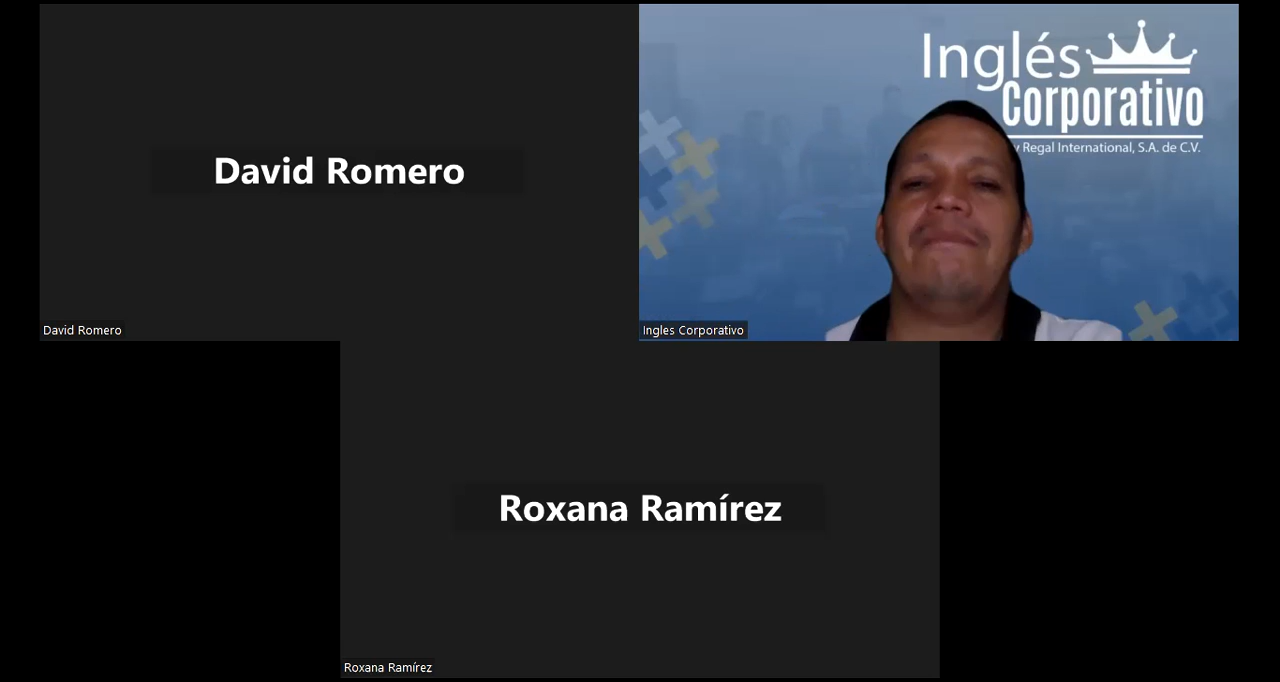 David Romero
David Romero
Inglés
Corporativo
y Regal International, S.A. de C.V.
Ingles Corporativo
Roxana Ramírez
Roxana Ramírez